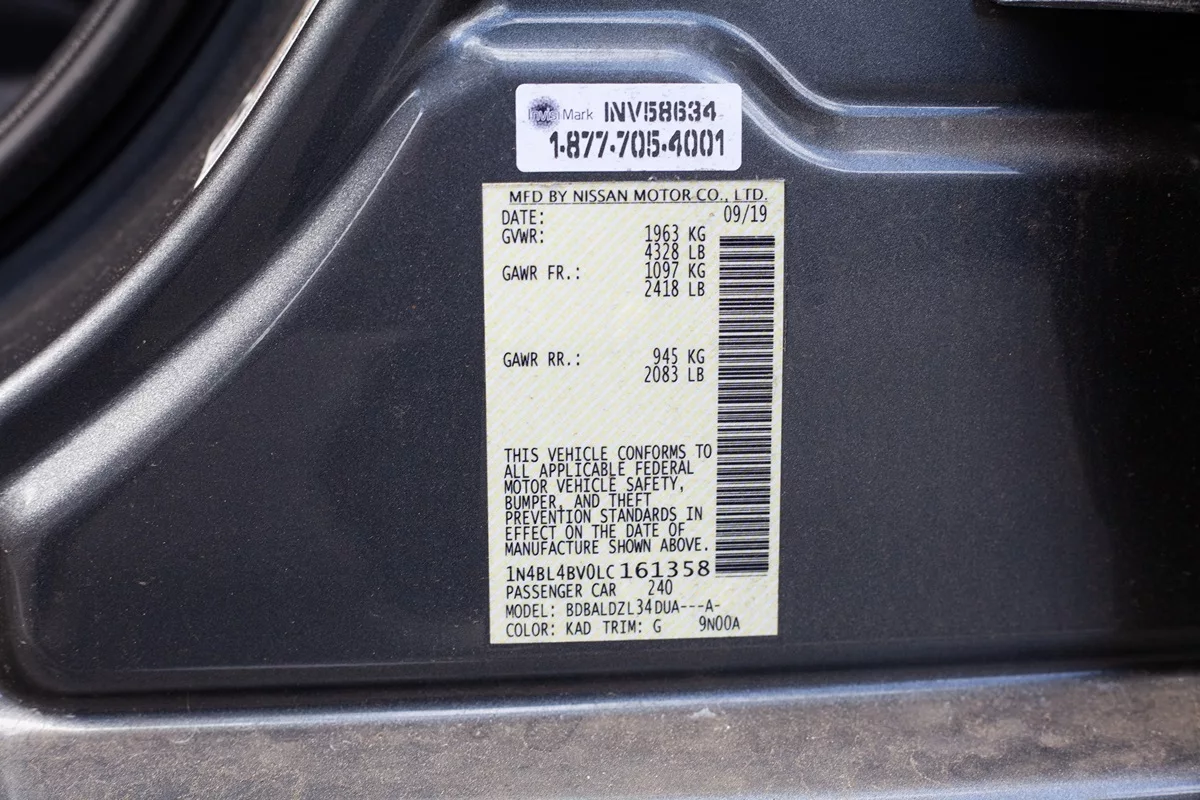 InvisiMark INV58634
1-877-705-4001
MFD BY NISSAN MOTOR CO., LTD.
DATE: 09/19
GVWR: 1963 KG
4328 LB
GAWR FR.: 1097 KG
2418 LB
GAWR RR.: 945 KG
2083 LB
THIS VEHICLE CONFORMS TO
ALL APPLICABLE FEDERAL
MOTOR VEHICLE SAFETY,
BUMPER, AND THEFT
PREVENTION STANDARDS IN
EFFECT ON THE DATE OF
MANUFACTURE SHOWN ABOVE.
1N4BL4BV0LC161358
PASSENGER CAR 240
MODEL: BDBALDZL34DUA---A-
COLOR: KAD TRIM: G 9N00A